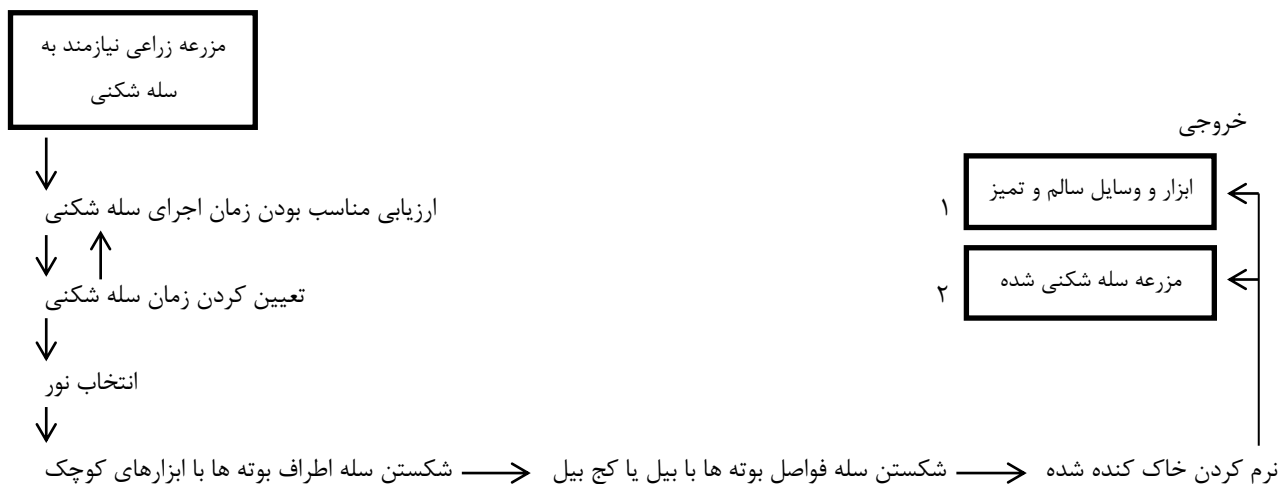 مزرعه زراعی نیازمند به
سله شکنی
ارزیابی مناسب بودن زمان اجرای سله شکنی
تعیین کردن زمان سله شکنی
انتخاب نور
شکستن سله اطراف بوته ها با ابزارهای کوچک
شکستن سله فواصل بوته ها با بیل یا کج بیل
نرم کردن خاک کنده شده
خروجی
ابزار و وسایل سالم و تمیز
۱
مزرعه سله شکنی شده
۲